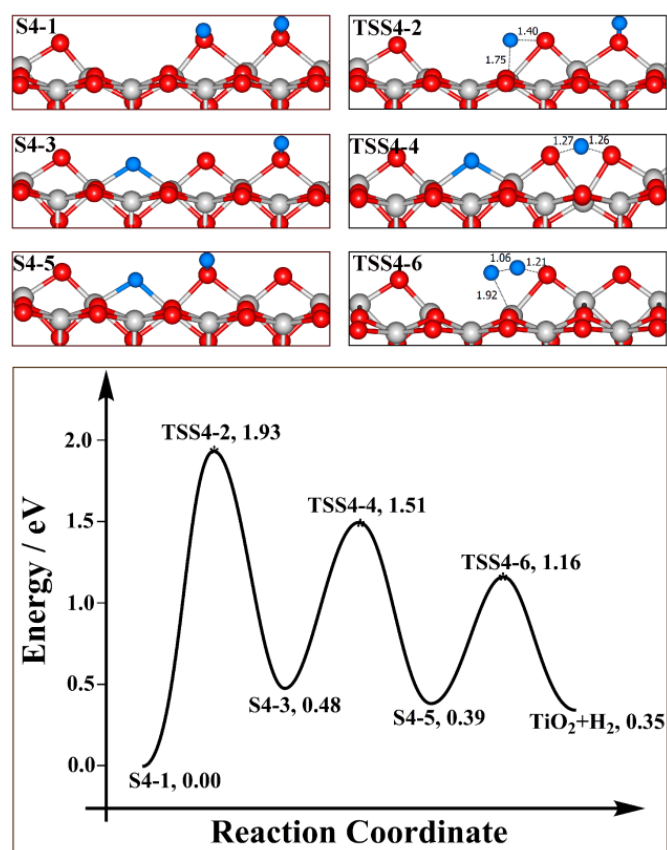 S4-1
TSS4-2
1.40
1.75
S4-3
TSS4-4
1.27
1.26
S4-5
TSS4-6
1.06
1.21
1.92
Energy / eV
2.0
1.5
1.0
0.5
0.0
TSS4-2, 1.93
TSS4-4, 1.51
TSS4-6, 1.16
S4-3, 0.48
S4-5, 0.39
TiO₂+H₂, 0.35
S4-1, 0.00
Reaction Coordinate